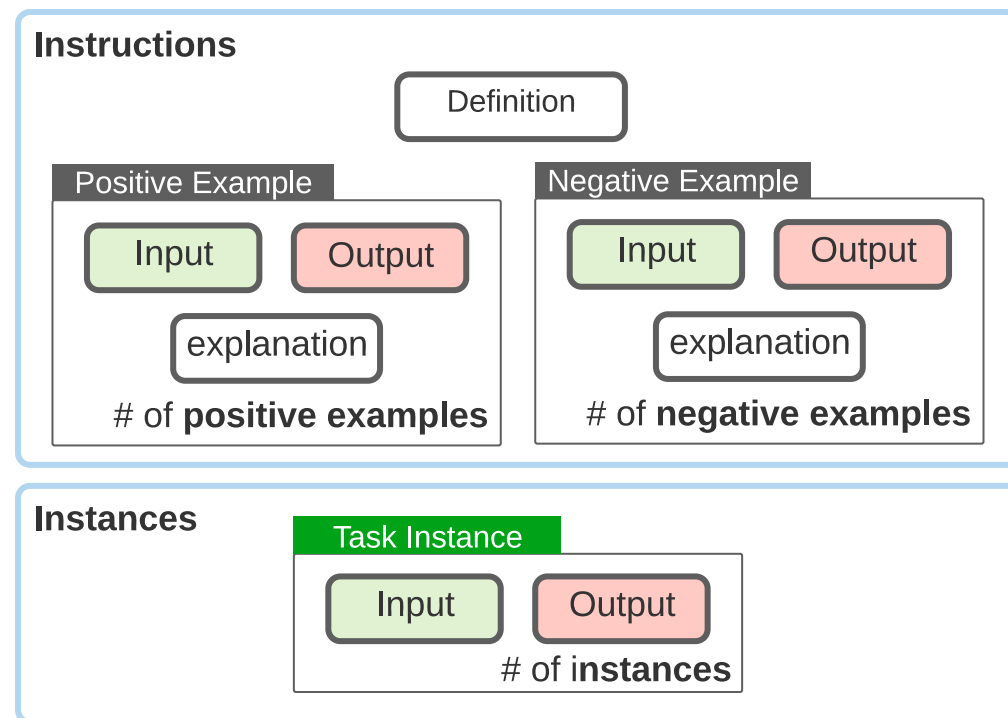 Instructions
Definition
Positive Example
Input
Output
explanation
# of positive examples
Negative Example
Input
Output
explanation
# of negative examples
Instances
Task Instance
Input
Output
# of instances